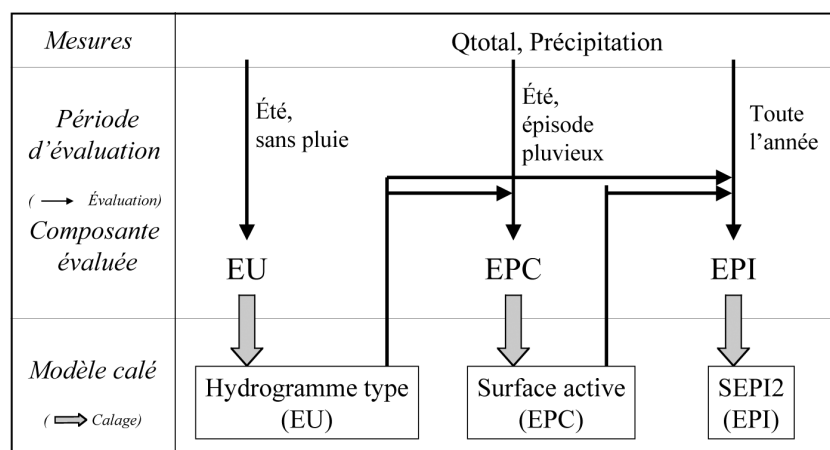 Mesures
Qtotal, Précipitation
Période
d'évaluation
( Évaluation)
Composante
évaluée
Été,
sans pluie
Été,
épisode
pluvieux
Toute
l'année
EU
EPC
EPI
Modèle calé
( Calage)
Hydrogramme type
(EU)
Surface active
(EPC)
SEPI2
(EPI)